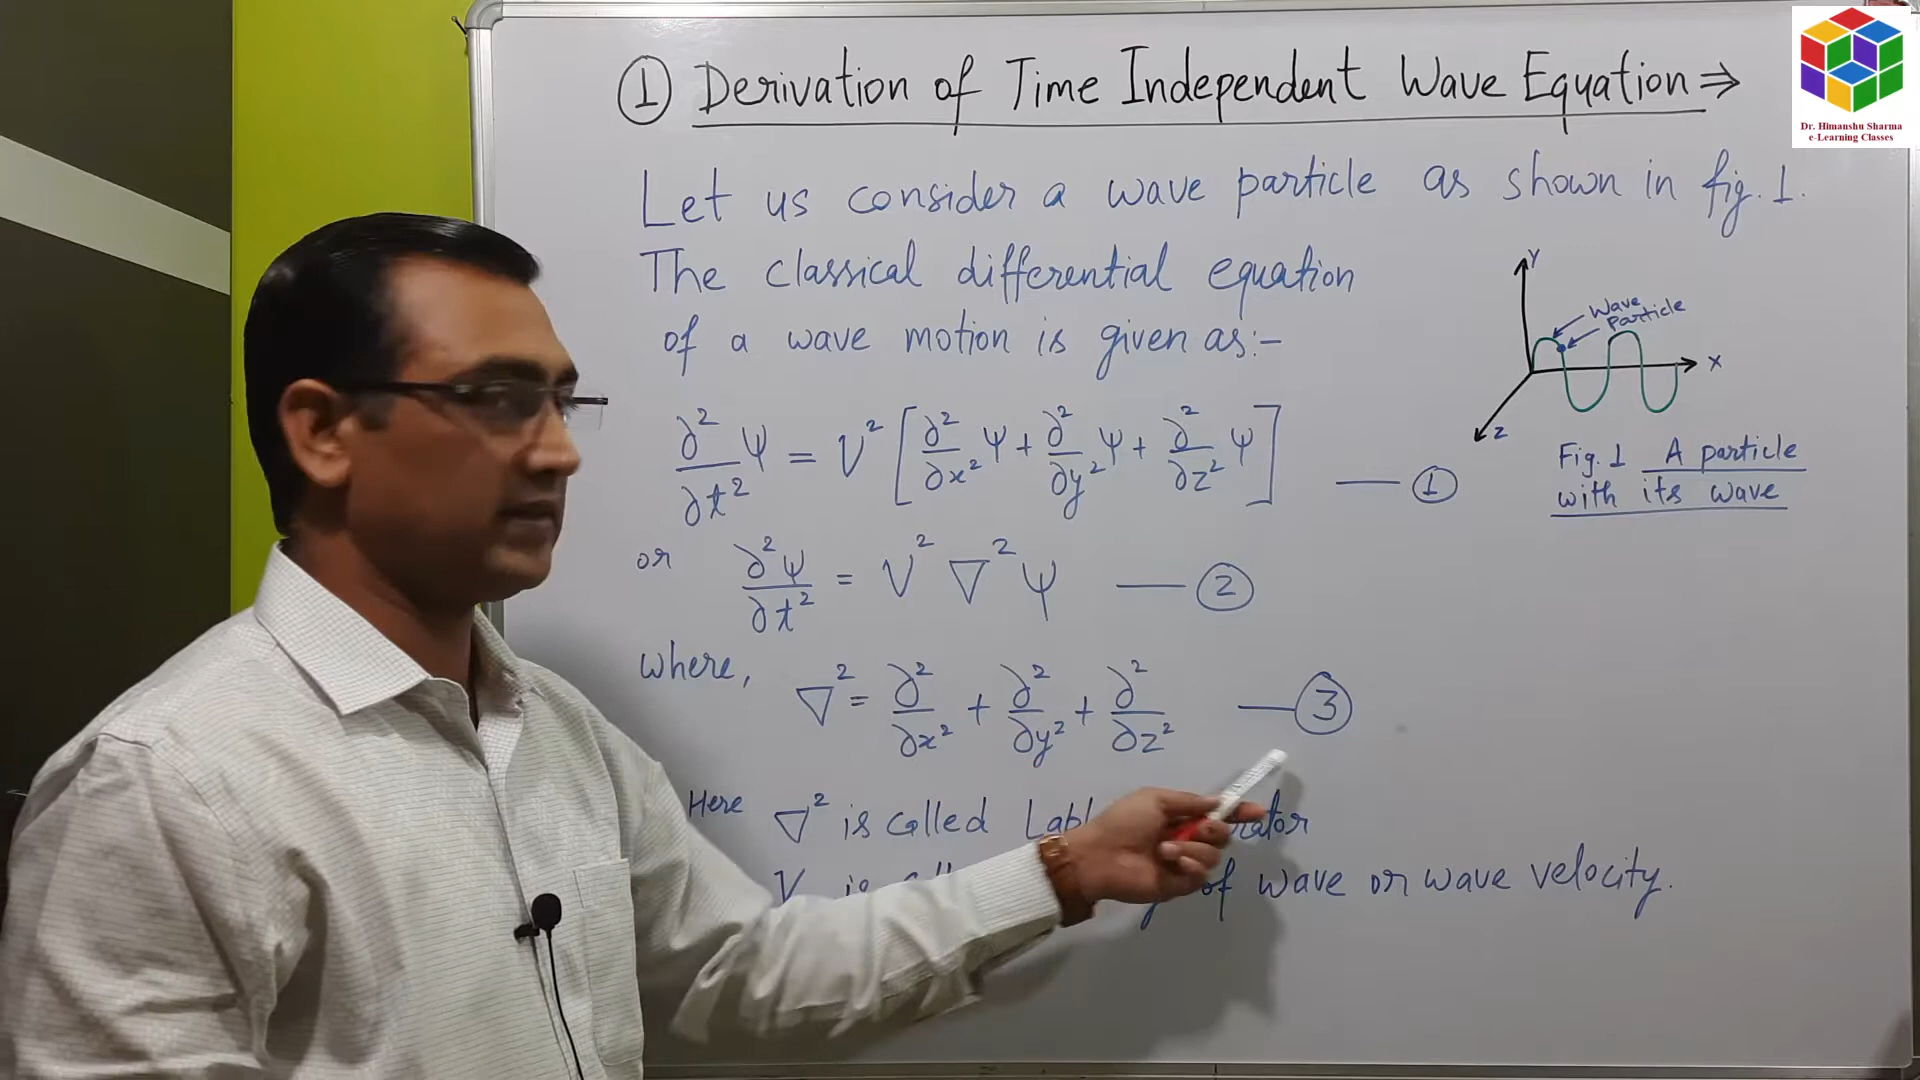 ① Derivation of Time Independent Wave Equation ⇒
Dr. Himanshu Sharma
e-Learning Classes
Let us consider a wave particle as shown in fig. 1.
The classical differential equation
of a wave motion is given as:-
Y
Wave
Particle
X
Z
Fig. 1 A particle
with its wave
∂²/∂t² ψ = V² [∂²/∂x² ψ + ∂²/∂y² ψ + ∂²/∂z² ψ] — ①
or ∂²ψ/∂t² = V² ∇² ψ — ②
where,
∇² = ∂²/∂x² + ∂²/∂y² + ∂²/∂z² — ③
Here ∇² is called
V is of wave or wave velocity.